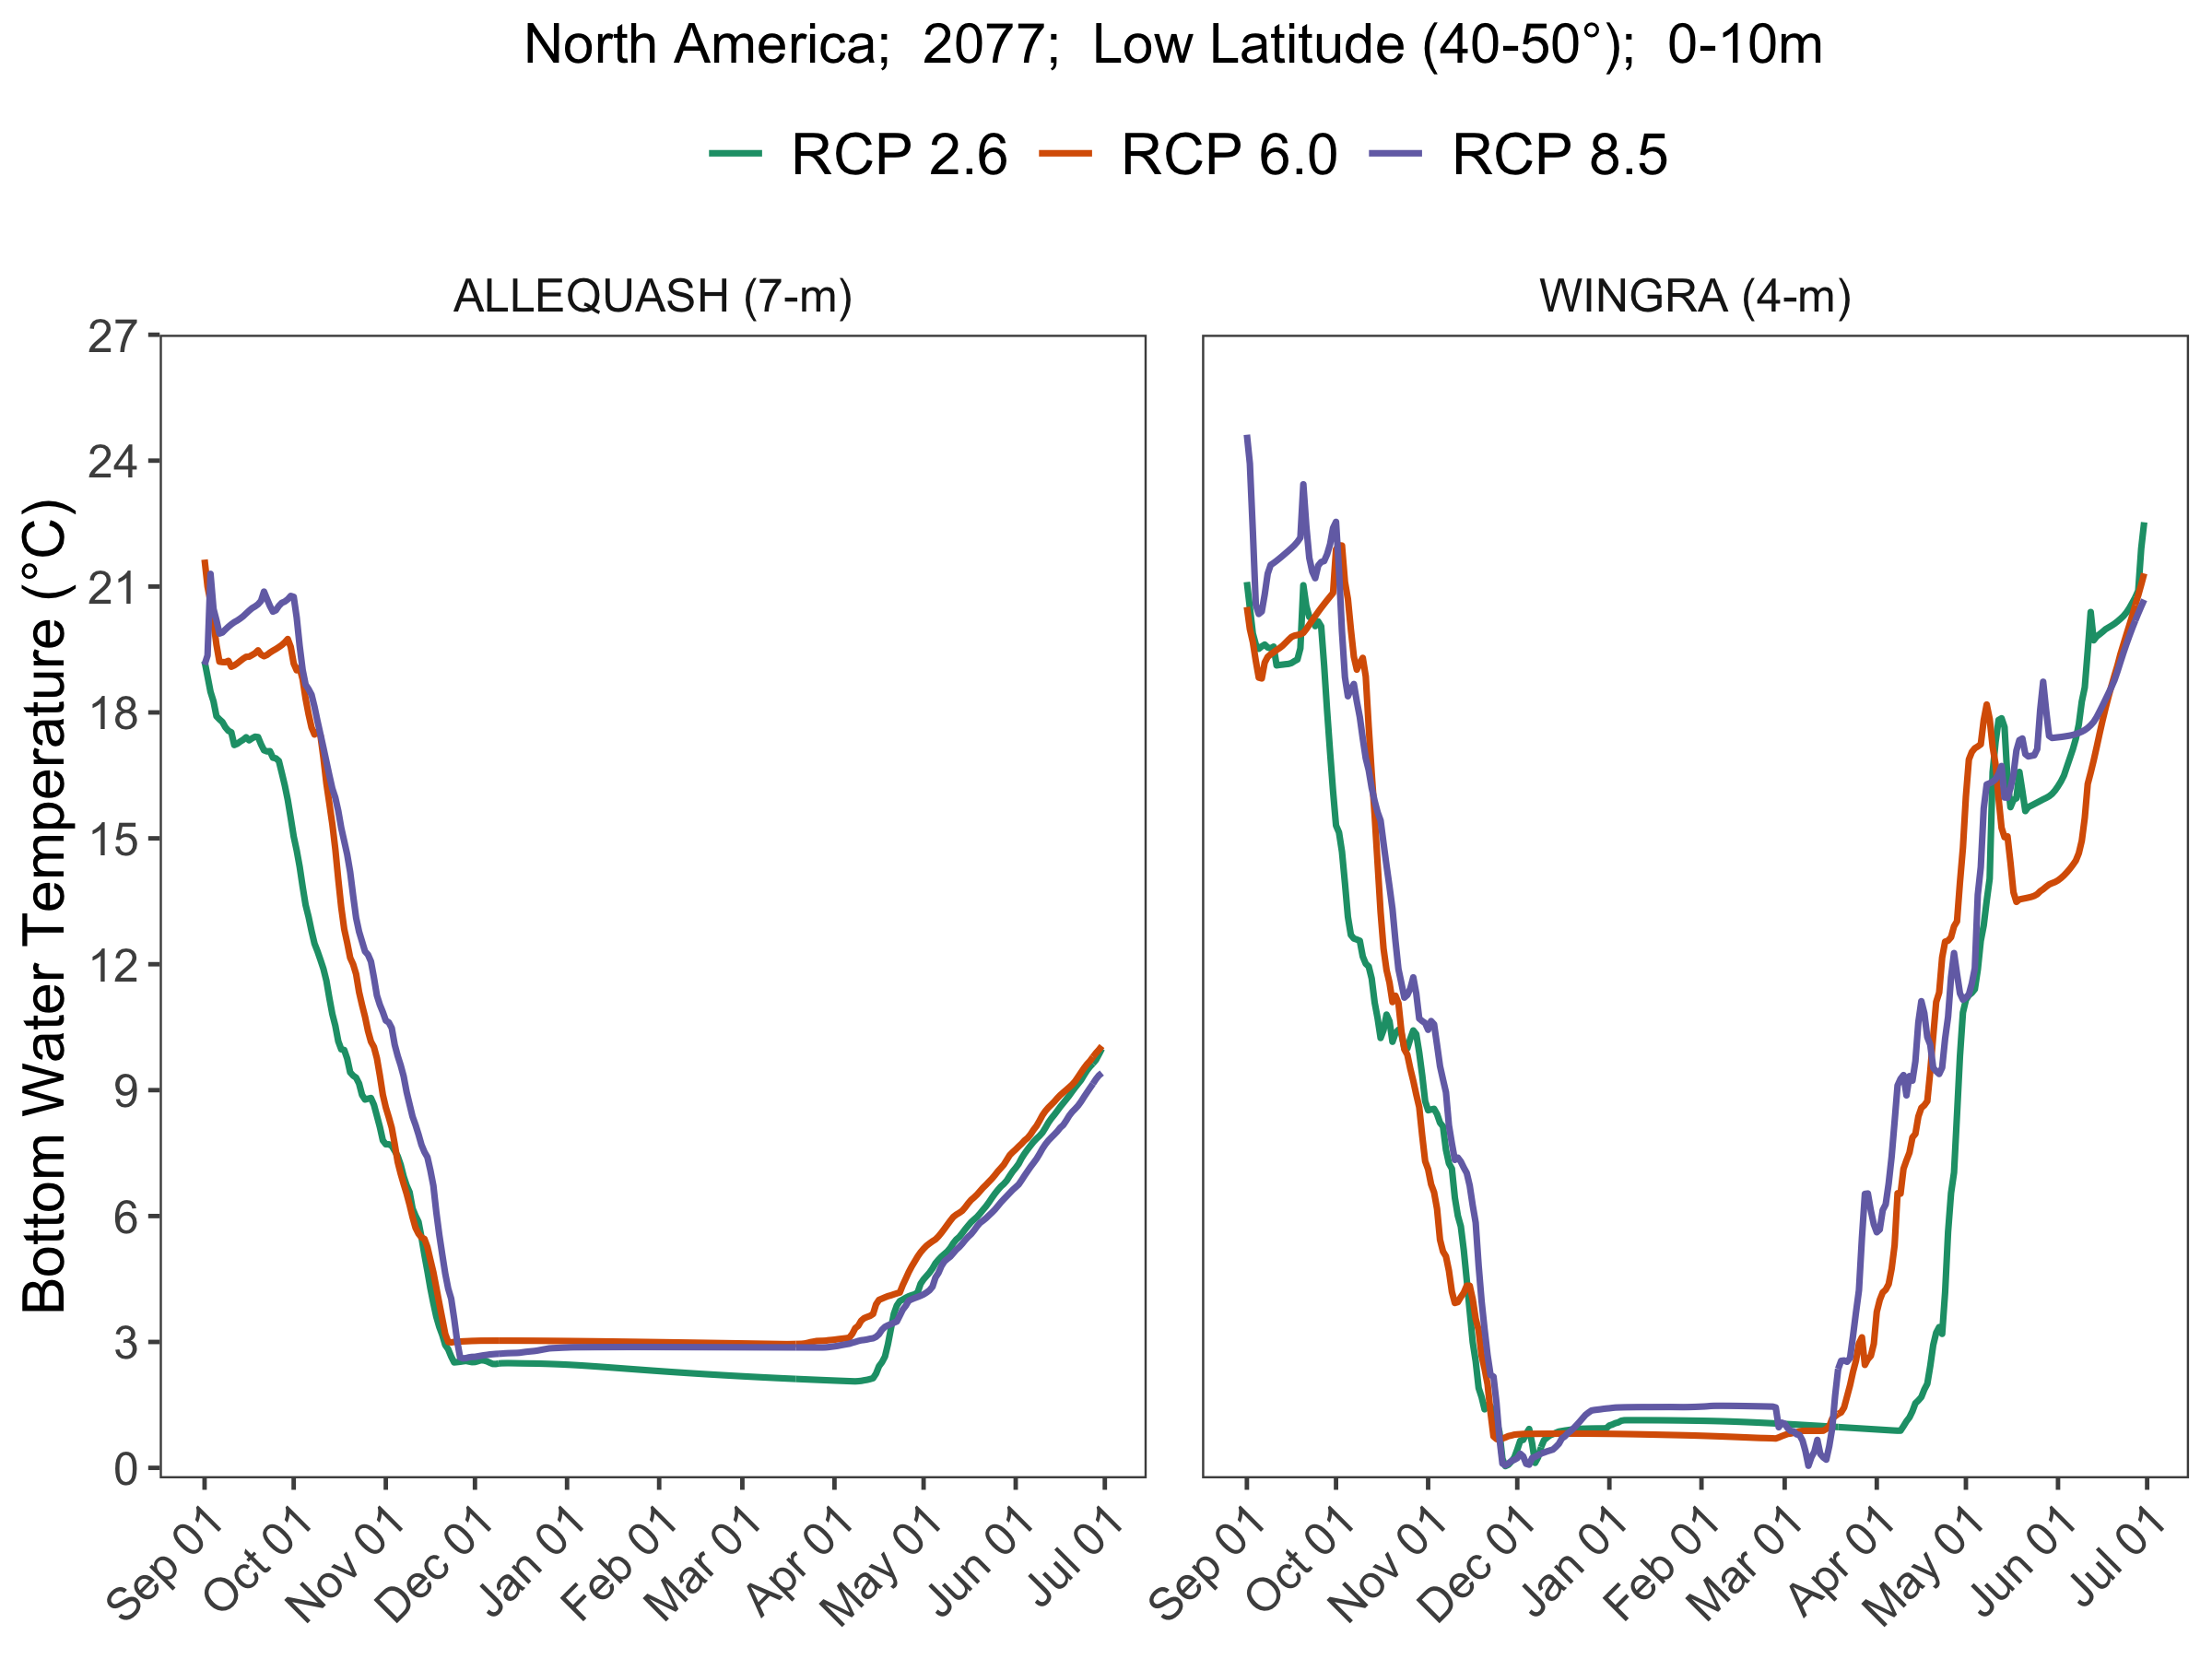 North America; 2077; Low Latitude (40-50°); 0-10m
RCP 2.6 RCP 6.0 RCP 8.5
ALLEQUASH (7-m) WINGRA (4-m)
Bottom Water Temperature (°C)
27
24
21
18
15
12
9
6
3
0
Sep 01 Oct 01 Nov 01 Dec 01 Jan 01 Feb 01 Mar 01 Apr 01 May 01 Jun 01 Jul 01
Sep 01 Oct 01 Nov 01 Dec 01 Jan 01 Feb 01 Mar 01 Apr 01 May 01 Jun 01 Jul 01